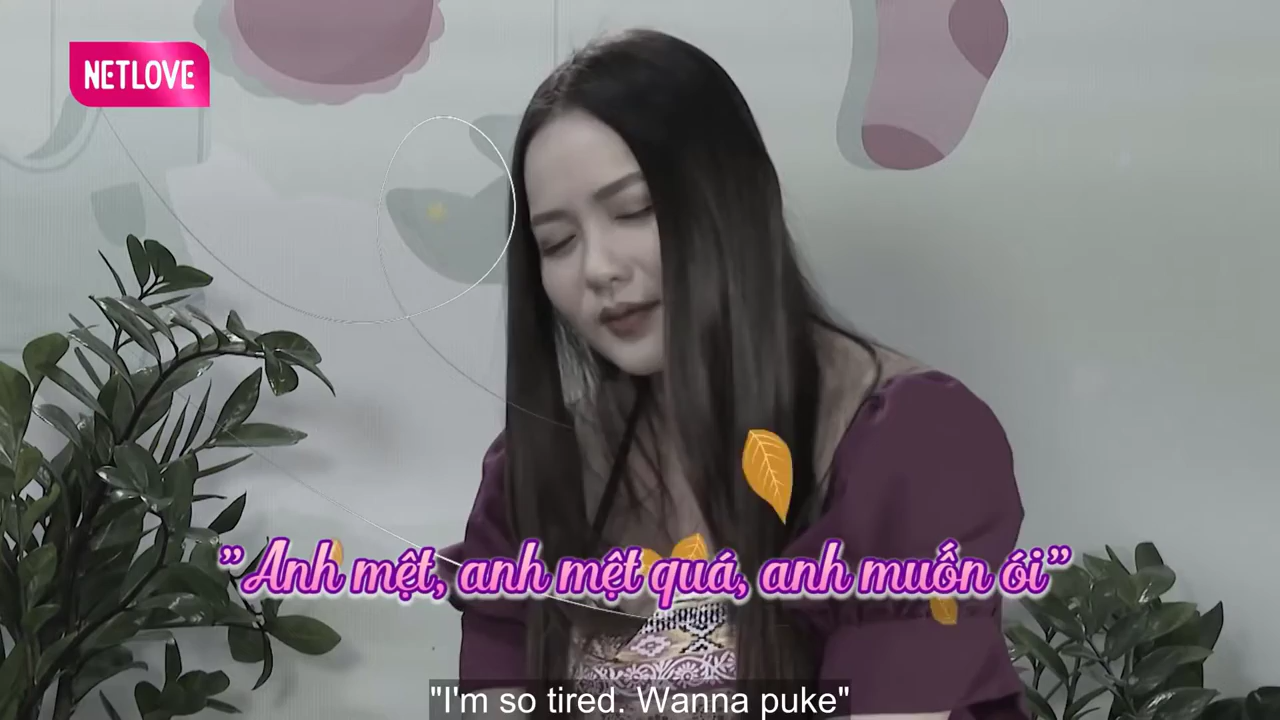 NETLOVE
"Anh mệt, anh mệt quá, anh muốn ói"
"I'm so tired. Wanna puke"